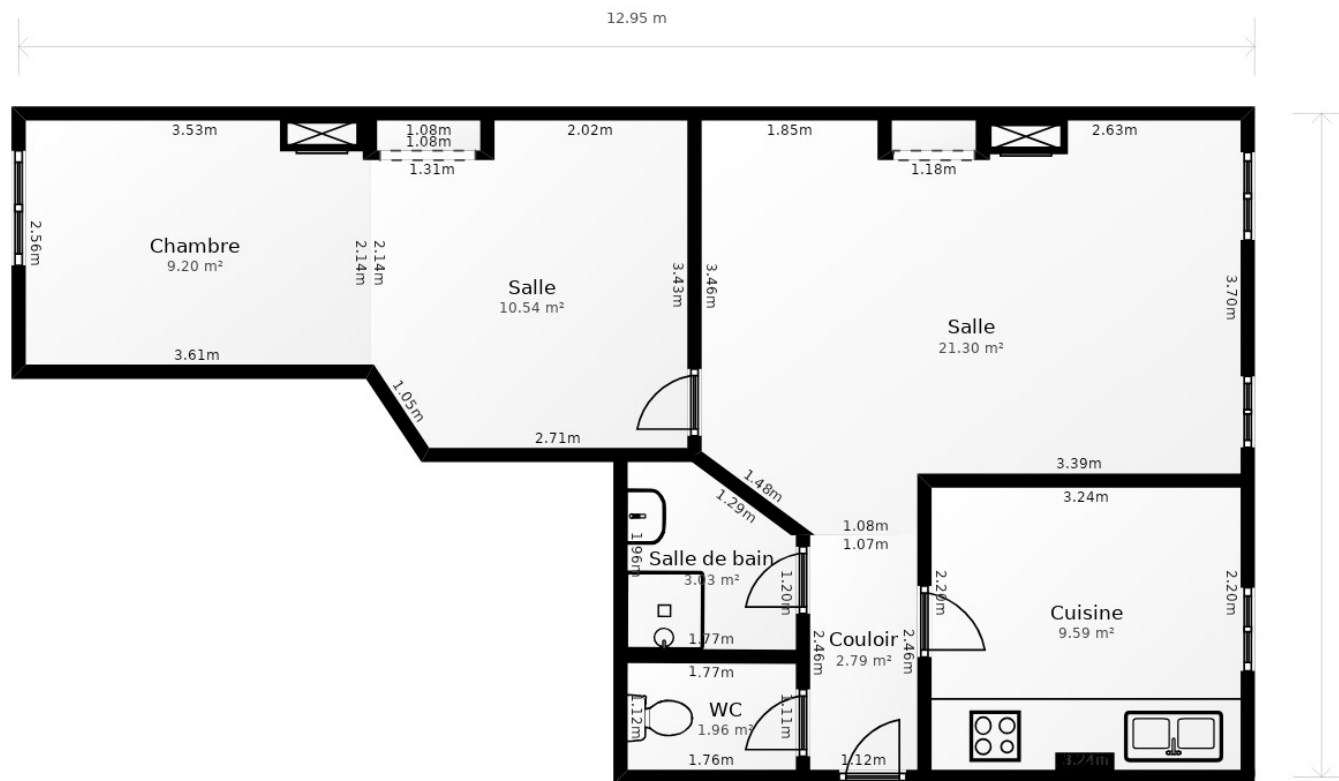 12.95 m
3.53m
1.08m
1.08m
1.31m
2.02m
1.85m
1.18m
2.63m
2.56m
Chambre
9.20 m²
2.14m
2.14m
Salle
10.54 m²
3.43m
3.46m
Salle
21.30 m²
3.70m
3.61m
1.05m
2.71m
1.48m
1.29m
3.39m
3.24m
1.08m
1.07m
1.96m
Salle de bain
3.03 m²
1.20m
1.77m
2.20m
2.20m
Cuisine
9.59 m²
2.46m
Couloir
2.79 m²
2.46m
1.77m
1.12m
WC
1.96 m²
1.11m
1.76m
1.12m
3.24m